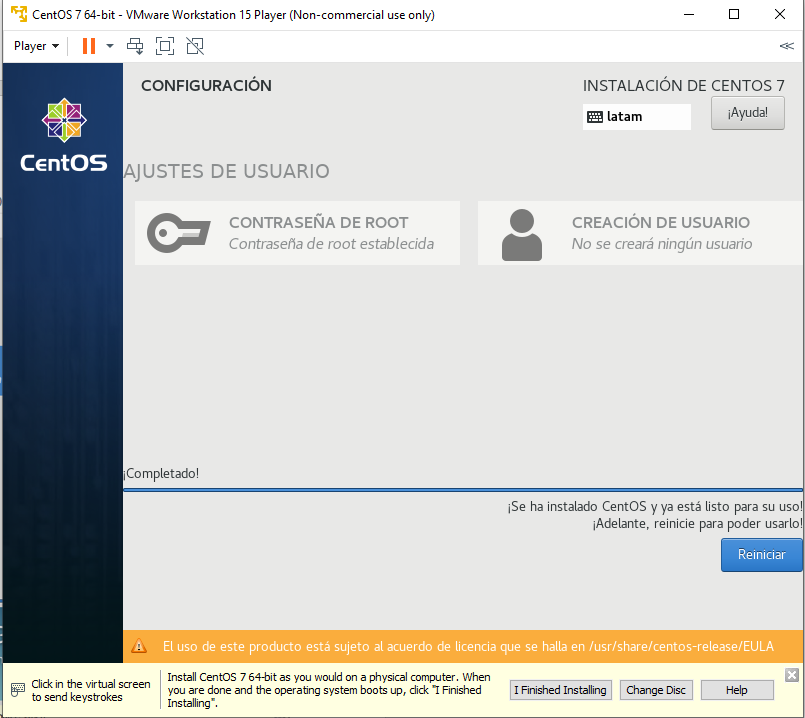 CentOS 7 64-bit - VMware Workstation 15 Player (Non-commercial use only)
Player
CONFIGURACIÓN
INSTALACIÓN DE CENTOS 7
latam
¡Ayuda!
CentOS
AJUSTES DE USUARIO
CONTRASEÑA DE ROOT
Contraseña de root establecida
CREACIÓN DE USUARIO
No se creará ningún usuario
¡Completado!
¡Se ha instalado CentOS y ya está listo para su uso!
¡Adelante, reinicie para poder usarlo!
Reiniciar
El uso de este producto está sujeto al acuerdo de licencia que se halla en /usr/share/centos-release/EULA
Click in the virtual screen
to send keystrokes
Install CentOS 7 64-bit as you would on a physical computer. When
you are done and the operating system boots up, click "I Finished
Installing".
I Finished Installing
Change Disc
Help